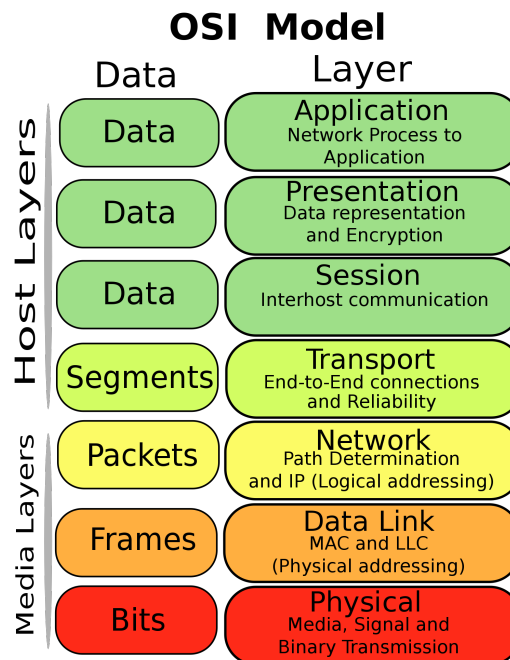 OSI Model
Data
Layer
Host Layers
Data
Application
Network Process to
Application
Data
Presentation
Data representation
and Encryption
Data
Session
Interhost communication
Segments
Transport
End-to-End connections
and Reliability
Media Layers
Packets
Network
Path Determination
and IP (Logical addressing)
Frames
Data Link
MAC and LLC
(Physical addressing)
Bits
Physical
Media, Signal and
Binary Transmission